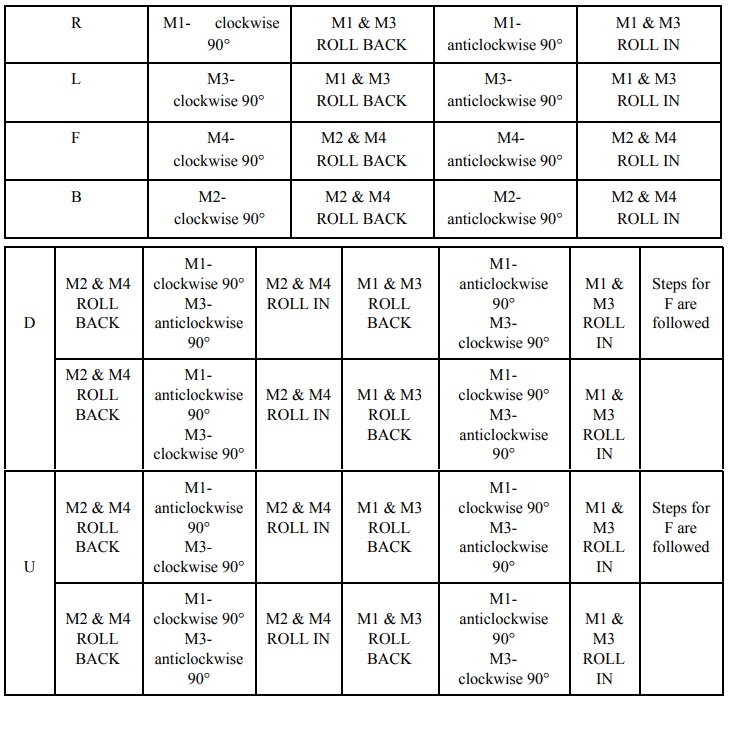 R
M1- clockwise
90°
M1 & M3
ROLL BACK
M1-
anticlockwise 90°
M1 & M3
ROLL IN
L
M3-
clockwise 90°
M1 & M3
ROLL BACK
M3-
anticlockwise 90°
M1 & M3
ROLL IN
F
M4-
clockwise 90°
M2 & M4
ROLL BACK
M4-
anticlockwise 90°
M2 & M4
ROLL IN
B
M2-
clockwise 90°
M2 & M4
ROLL BACK
M2-
anticlockwise 90°
M2 & M4
ROLL IN
D
M2 & M4
ROLL
BACK
M1-
clockwise 90°
M3-
anticlockwise
90°
M2 & M4
ROLL IN
M1 & M3
ROLL
BACK
M1-
anticlockwise
90°
M3-
clockwise 90°
M1 &
M3
ROLL
IN
Steps for
F are
followed
M2 & M4
ROLL
BACK
M1-
anticlockwise
90°
M3-
clockwise 90°
M2 & M4
ROLL IN
M1 & M3
ROLL
BACK
M1-
clockwise 90°
M3-
anticlockwise
90°
M1 &
M3
ROLL
IN
U
M2 & M4
ROLL
BACK
M1-
anticlockwise
90°
M3-
clockwise 90°
M2 & M4
ROLL IN
M1 & M3
ROLL
BACK
M1-
clockwise 90°
M3-
anticlockwise
90°
M1 &
M3
ROLL
IN
Steps for
F are
followed
M2 & M4
ROLL
BACK
M1-
clockwise 90°
M3-
anticlockwise
90°
M2 & M4
ROLL IN
M1 & M3
ROLL
BACK
M1-
anticlockwise
90°
M3-
clockwise 90°
M1 &
M3
ROLL
IN